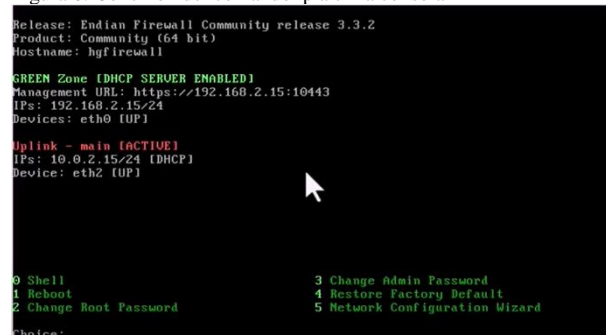 Release: Endian Firewall Community release 3.3.2
Product: Community (64 bit)
Hostname: hgfirewall
GREEN Zone [DHCP SERVER ENABLED]
Management URL: https://192.168.2.15:10443
IPs: 192.168.2.15/24
Devices: eth0 [UP]
Uplink - main [ACTIVE]
IPs: 10.0.2.15/24 [DHCP]
Device: eth2 [UP]
0 Shell
1 Reboot
2 Change Root Password
3 Change Admin Password
4 Restore Factory Default
5 Network Configuration Wizard
Choice: